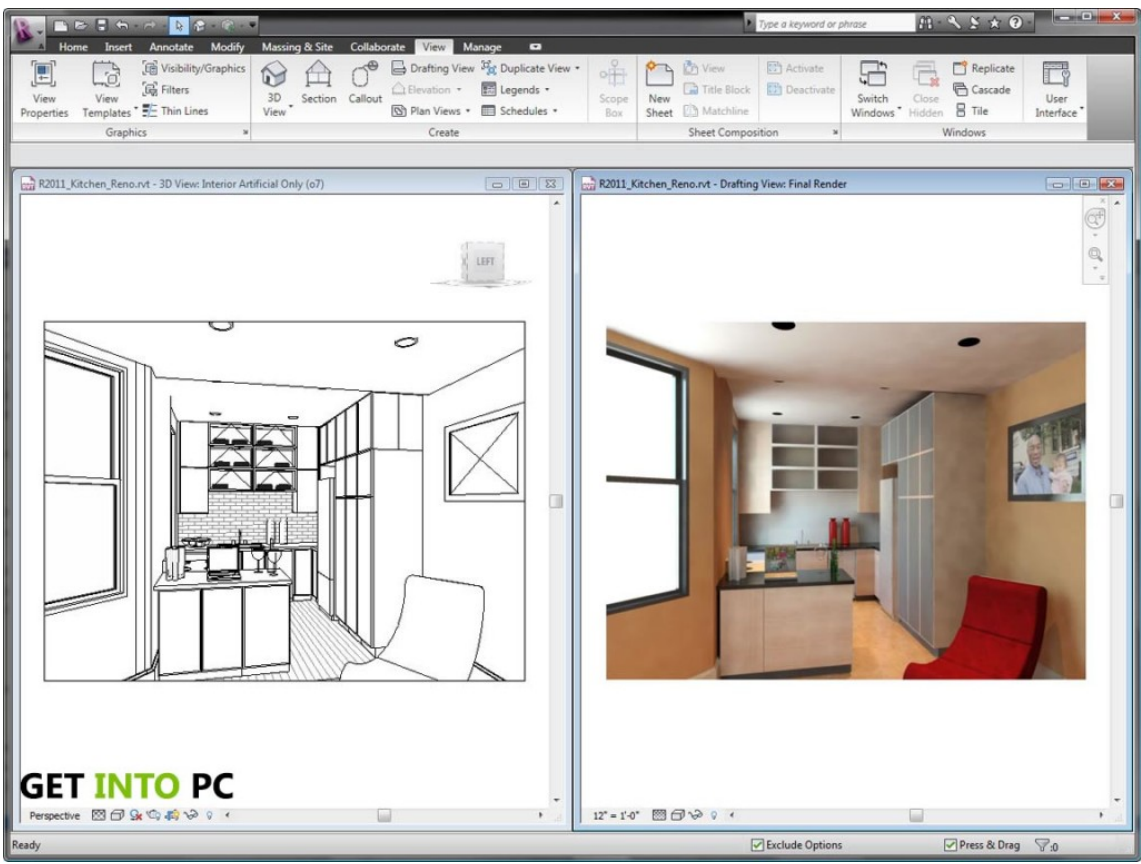 Type a keyword or phrase
Home Insert Annotate Modify Massing & Site Collaborate View Manage
View Properties
View Templates
Visibility/Graphics
Filters
Thin Lines
Graphics
3D View
Section
Callout
Drafting View
Elevation
Plan Views
Duplicate View
Legends
Schedules
Create
Scope Box
New Sheet
View
Title Block
Matchline
Activate
Deactivate
Sheet Composition
Switch Windows
Close Hidden
Replicate
Cascade
Tile
Windows
User Interface
R2011_Kitchen_Reno.rvt - 3D View: Interior Artificial Only (o7)
R2011_Kitchen_Reno.rvt - Drafting View: Final Render
LEFT
GET INTO PC
Perspective
12" = 1'-0"
Ready
Exclude Options
Press & Drag
:0